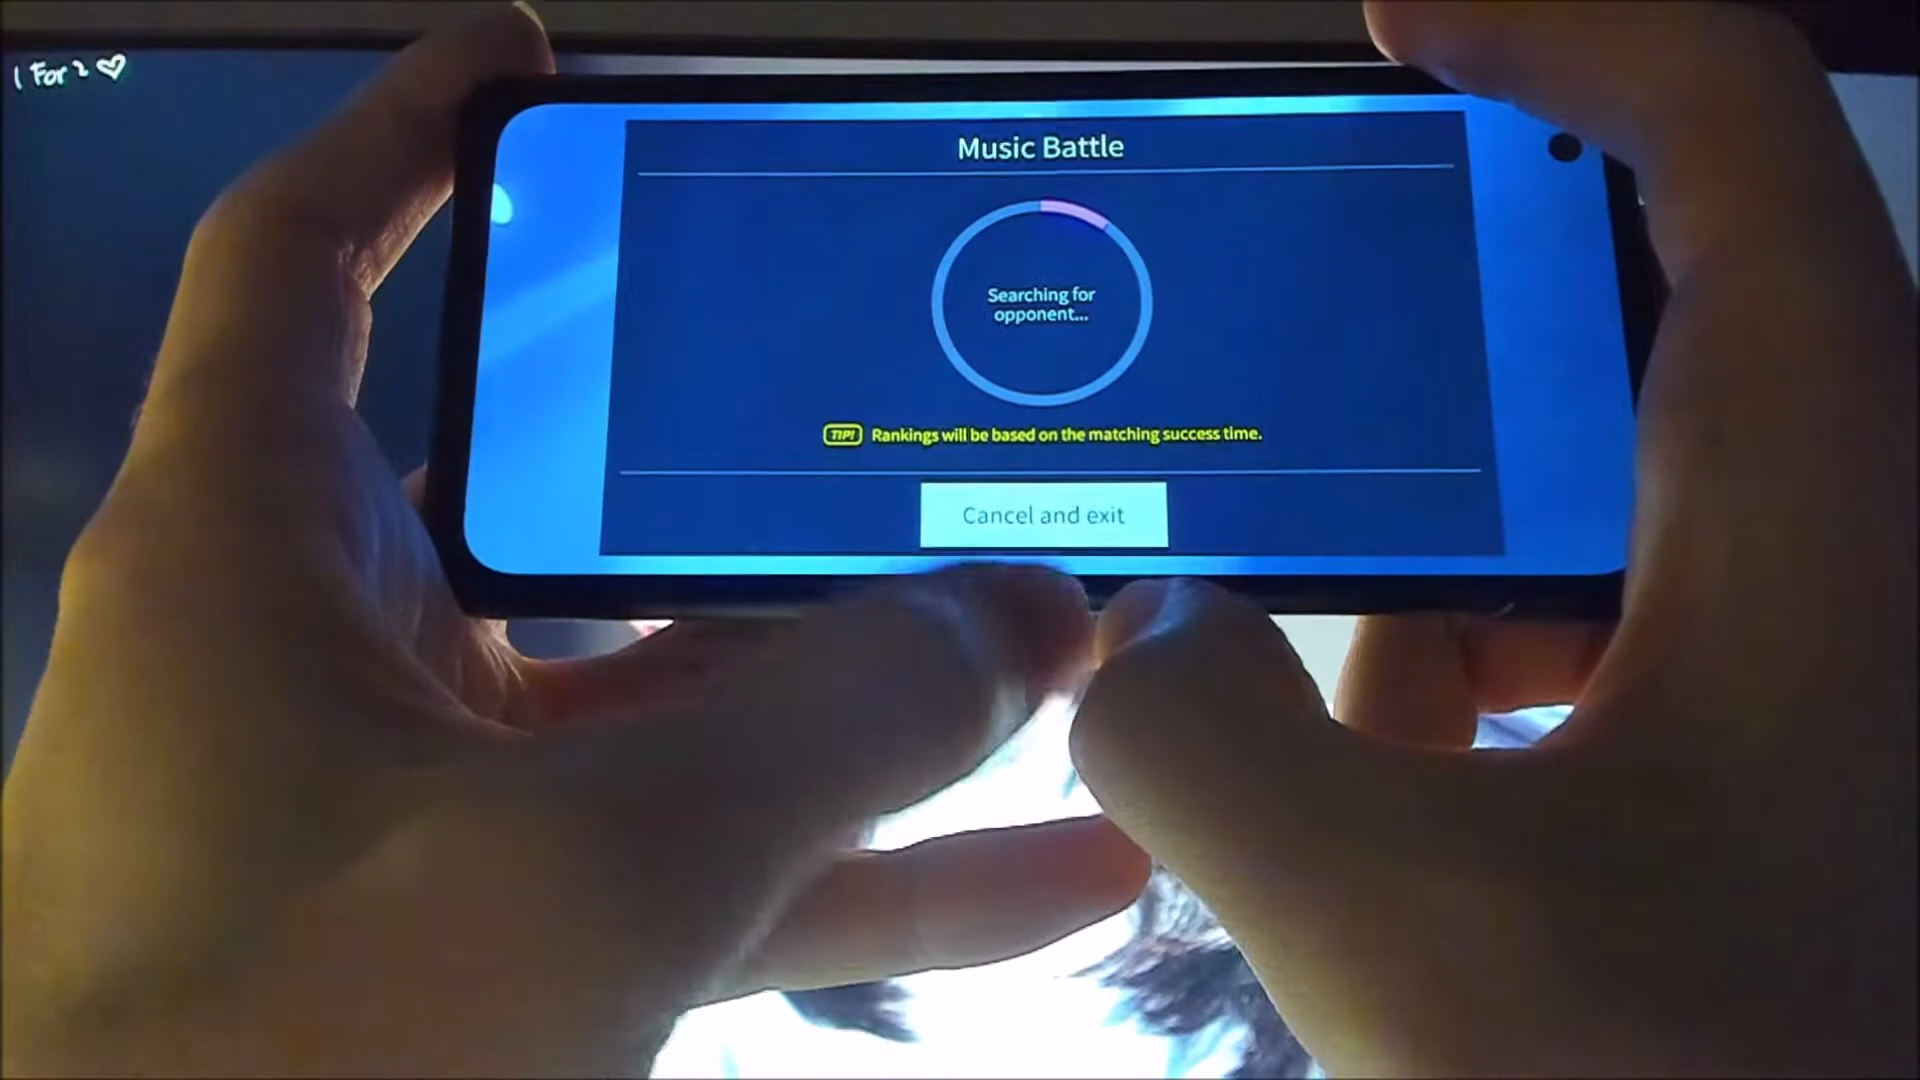 1 For 2 ♡
Music Battle
Searching for
opponent...
TIP! Rankings will be based on the matching success time.
Cancel and exit